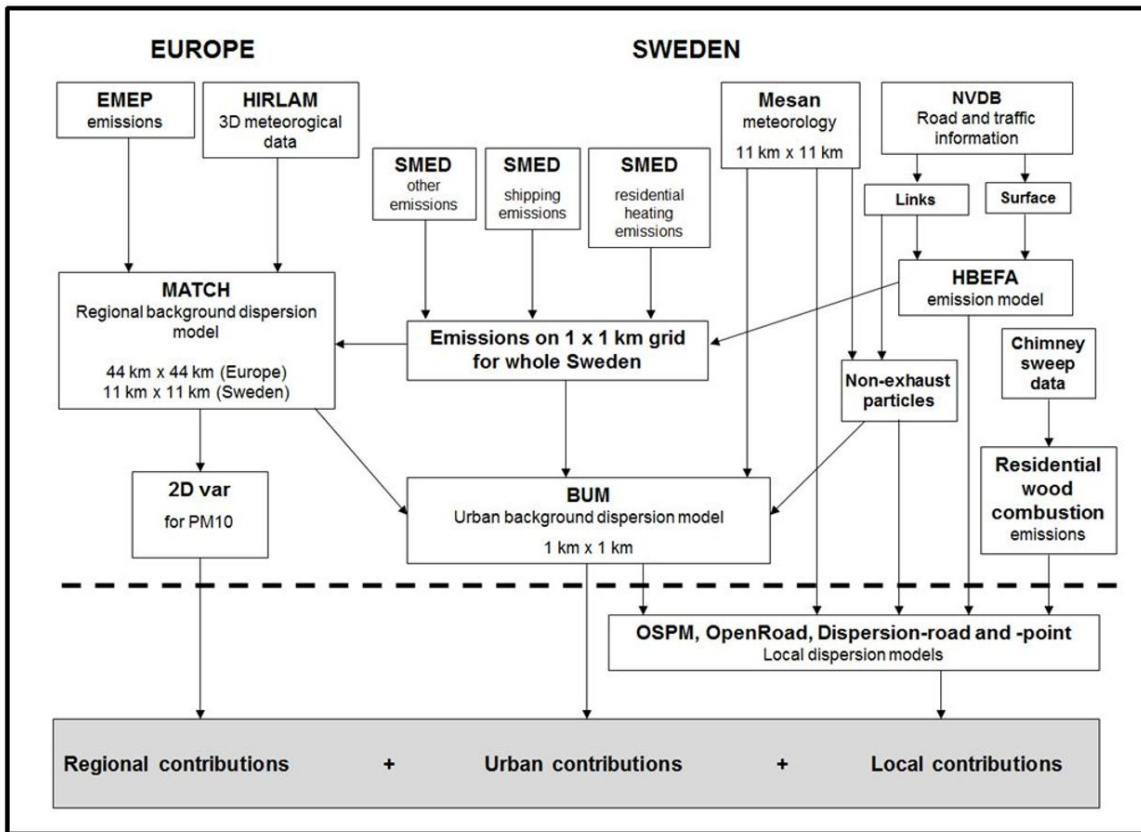 EUROPE
SWEDEN
EMEP
emissions
HIRLAM
3D meteorogical
data
Mesan
meteorology
11 km x 11 km
NVDB
Road and traffic
information
SMED
other
emissions
SMED
shipping
emissions
SMED
residential
heating
emissions
Links
Surface
MATCH
Regional background dispersion
model
44 km x 44 km (Europe)
11 km x 11 km (Sweden)
HBEFA
emission model
Emissions on 1 x 1 km grid
for whole Sweden
Chimney
sweep
data
Non-exhaust
particles
2D var
for PM10
BUM
Urban background dispersion model
1 km x 1 km
Residential
wood
combustion
emissions
OSPM, OpenRoad, Dispersion-road and -point
Local dispersion models
Regional contributions + Urban contributions + Local contributions